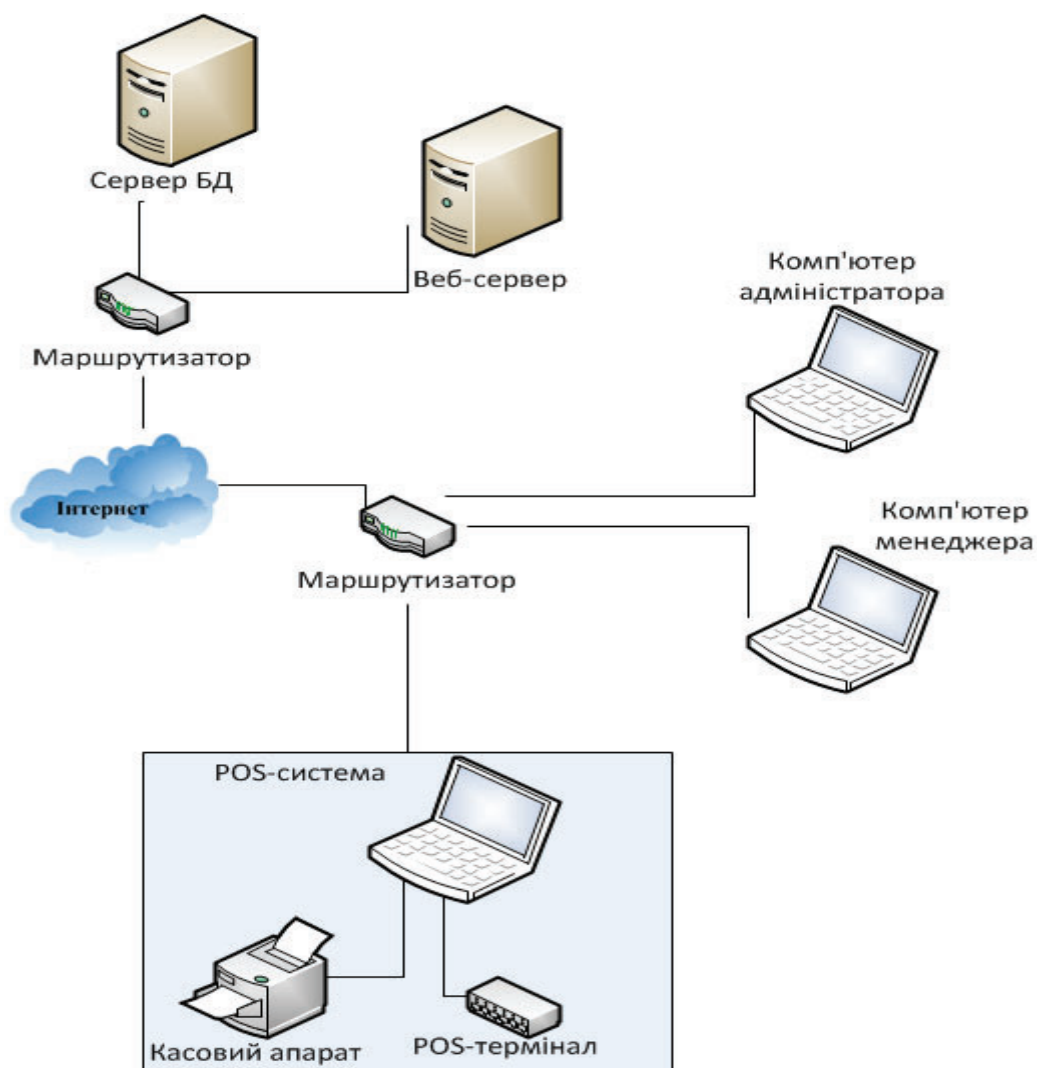 Сервер БД
Веб-сервер
Маршрутизатор
Комп'ютер
адміністратора
Інтернет
Маршрутизатор
Комп'ютер
менеджера
POS-система
Касовий апарат
POS-термінал